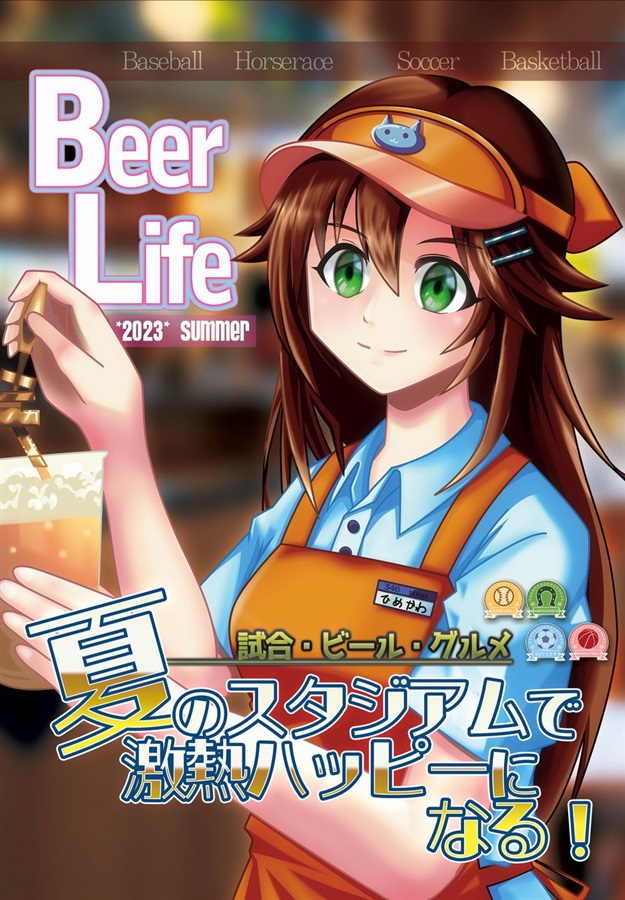 Baseball Horserace Soccer Basketball
Beer
Life
*2023* Summer
ひめかわ
試合・ビール・グルメ
夏のスタジアムで
激熱ハッピーに
なる!